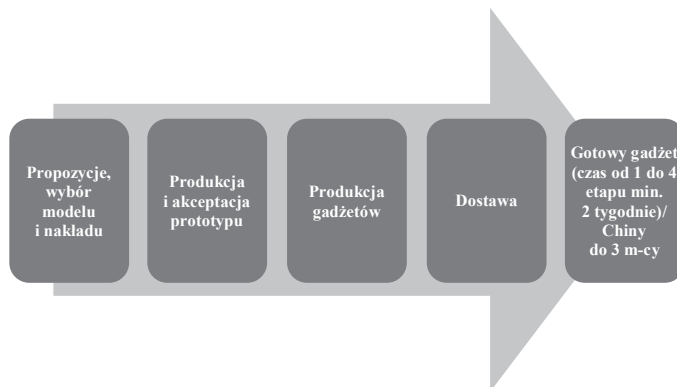 Propozycje,
wybór
modelu
i nakładu
Produkcja
i akceptacja
prototypu
Produkcja
gadżetów
Dostawa
Gotowy gadżet
(czas od 1 do 4
etapu min.
2 tygodnie)/
Chiny
do 3 m-cy